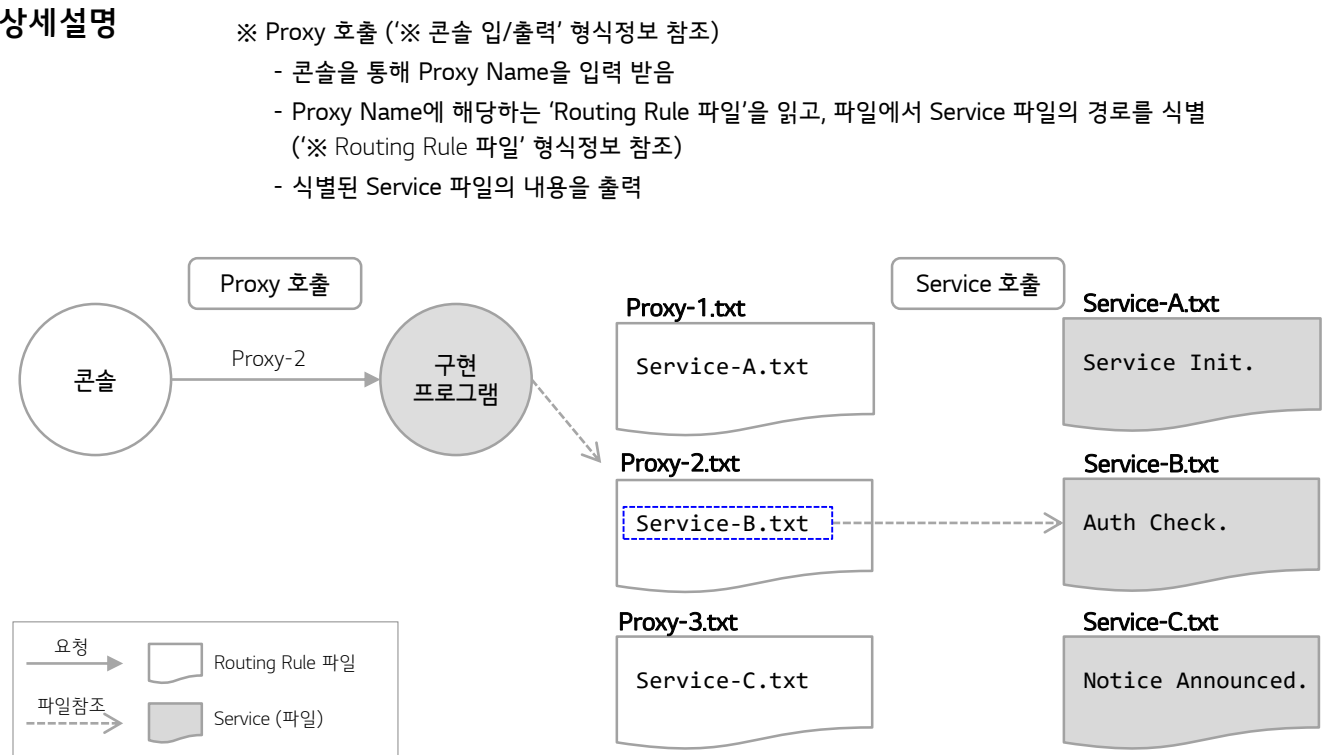 상세설명
※ Proxy 호출 (‘※ 콘솔 입/출력’ 형식정보 참조)
- 콘솔을 통해 Proxy Name을 입력 받음
- Proxy Name에 해당하는 ‘Routing Rule 파일’을 읽고, 파일에서 Service 파일의 경로를 식별
(‘※ Routing Rule 파일’ 형식정보 참조)
- 식별된 Service 파일의 내용을 출력
Proxy 호출
Service 호출
콘솔
Proxy-2
구현
프로그램
Proxy-1.txt
Service-A.txt
Service-A.txt
Service Init.
Proxy-2.txt
Service-B.txt
Service-B.txt
Auth Check.
Proxy-3.txt
Service-C.txt
Service-C.txt
Notice Announced.
요청
Routing Rule 파일
파일참조
Service (파일)